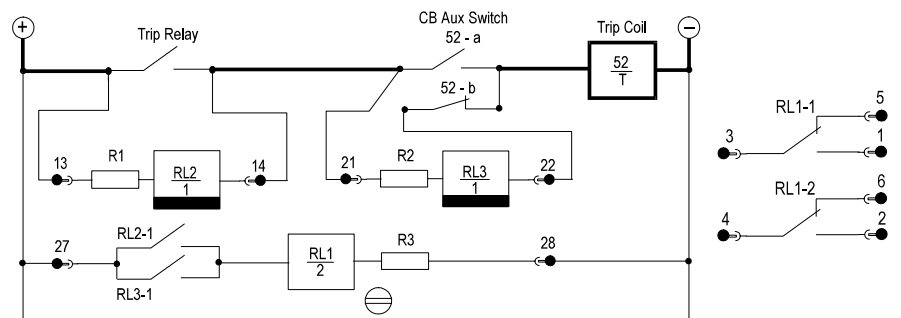 CB Aux Switch
Trip Coil
+
Trip Relay
52 - a
−
52
T
52 - b
RL1-1
5
3
1
13
R1
RL2
1
14
21
R2
RL3
1
22
RL1-2
6
4
2
27
RL2-1
RL1
2
R3
28
RL3-1